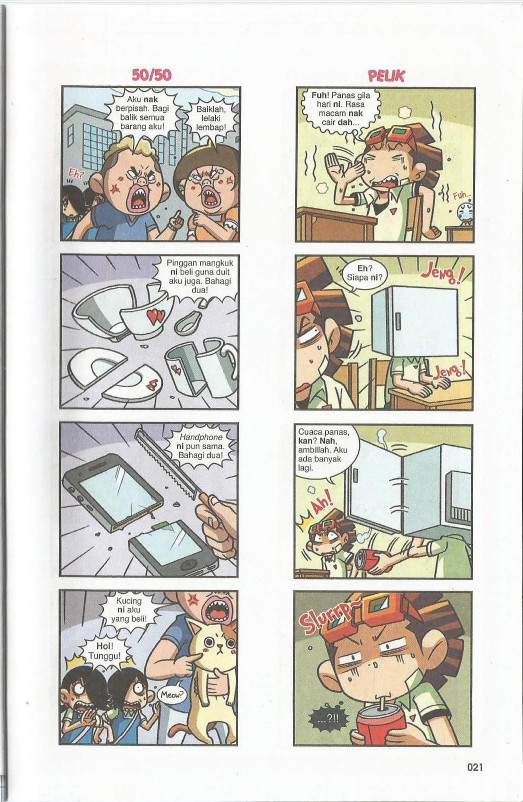 50/50
Aku nak
berpisah. Bagi
balik semua
barang aku!
Baiklah,
lelaki
lembap!
Eh?
Pinggan mangkuk
ni beli guna duit
aku juga. Bahagi
dua!
Handphone
ni pun sama.
Bahagi dua!
Kucing
ni aku
yang beli!
Hoi!
Tunggu!
Meow?
PELIK
Fuh! Panas gila
hari ni. Rasa
macam nak
cair dah...
Fuh...
Eh?
Siapa ni?
Jeng!
Jeng!
Cuaca panas,
kan? Nah,
ambillah. Aku
ada banyak
lagi.
Ah!
Slurrp~
...?!!
021